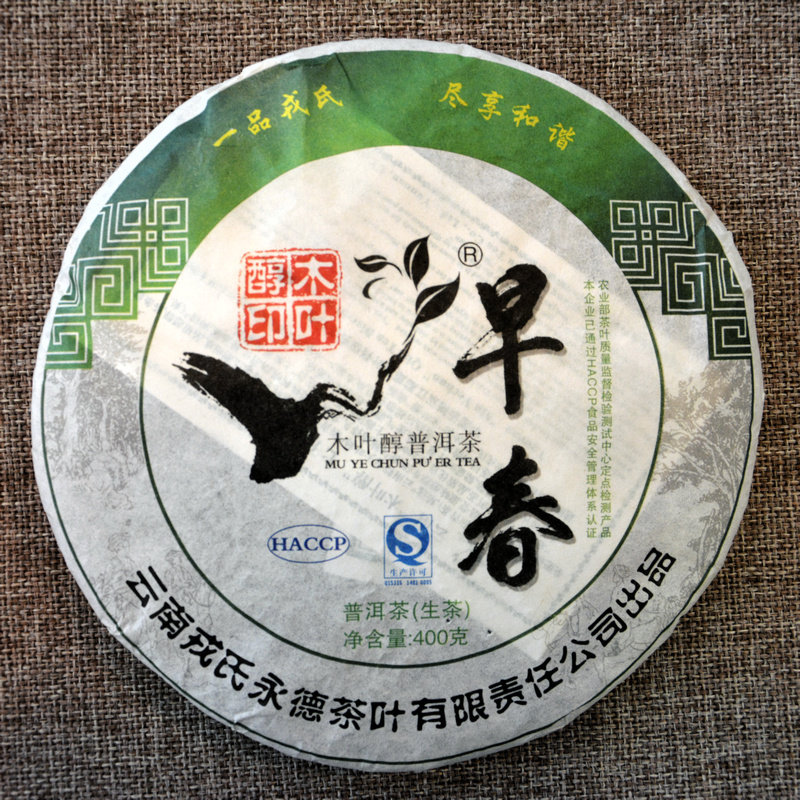 一品戎氏 尽享和谐
木叶
醇印
®
早春
农业部茶叶质量监督检验测试中心定点检测产品
本企业已通过HACCP食品安全管理体系认证
木叶醇普洱茶
MU YE CHUN PU' ER TEA
HACCP
生产许可
普洱茶(生茶)
净含量:400克
云南戎氏永德茶叶有限责任公司出品